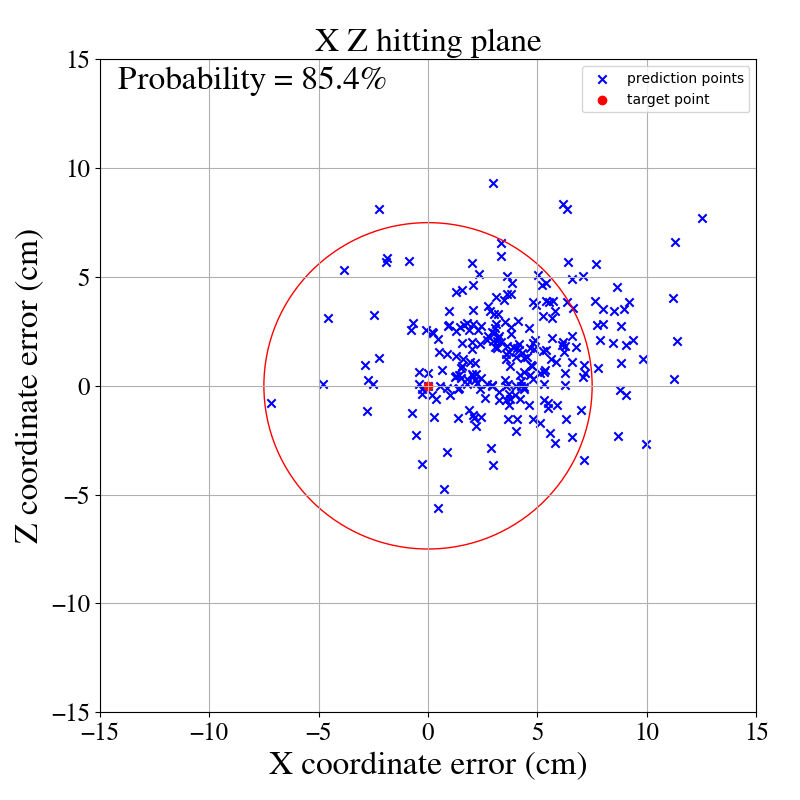 X Z hitting plane
Probability = 85.4%
prediction points
target point
15
10
5
0
−5
−10
−15
Z coordinate error (cm)
−15 −10 −5 0 5 10 15
X coordinate error (cm)